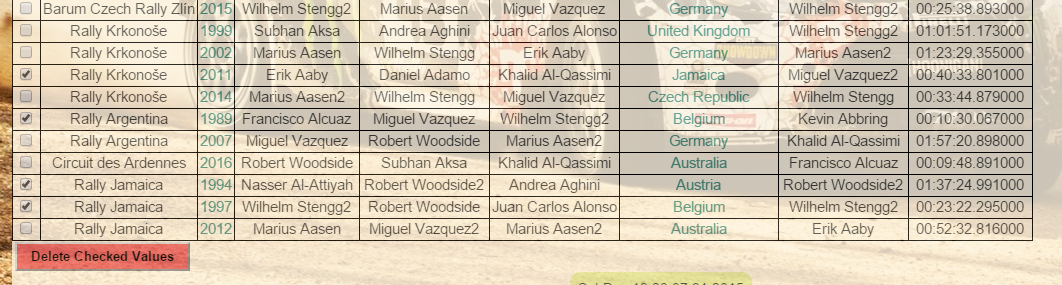 Barum Czech Rally Zlín 2015 Wilhelm Stengg2 Marius Aasen Miguel Vazquez Germany Wilhelm Stengg2 00:25:38.893000
Rally Krkonoše 1999 Subhan Aksa Andrea Aghini Juan Carlos Alonso United Kingdom Wilhelm Stengg2 01:01:51.173000
Rally Krkonoše 2002 Marius Aasen Wilhelm Stengg Erik Aaby Germany Marius Aasen2 01:23:29.355000
Rally Krkonoše 2011 Erik Aaby Daniel Adamo Khalid Al-Qassimi Jamaica Miguel Vazquez2 00:40:33.801000
Rally Krkonoše 2014 Marius Aasen2 Wilhelm Stengg Miguel Vazquez Czech Republic Wilhelm Stengg 00:33:44.879000
Rally Argentina 1989 Francisco Alcuaz Miguel Vazquez Wilhelm Stengg2 Belgium Kevin Abbring 00:10:30.067000
Rally Argentina 2007 Miguel Vazquez Robert Woodside Marius Aasen2 Germany Khalid Al-Qassimi 01:57:20.898000
Circuit des Ardennes 2016 Robert Woodside Subhan Aksa Khalid Al-Qassimi Australia Francisco Alcuaz 00:09:48.891000
Rally Jamaica 1994 Nasser Al-Attiyah Robert Woodside2 Andrea Aghini Austria Robert Woodside2 01:37:24.991000
Rally Jamaica 1997 Wilhelm Stengg2 Robert Woodside Juan Carlos Alonso Belgium Wilhelm Stengg2 00:23:22.295000
Rally Jamaica 2012 Marius Aasen Miguel Vazquez2 Marius Aasen2 Australia Erik Aaby 00:52:32.816000
Delete Checked Values